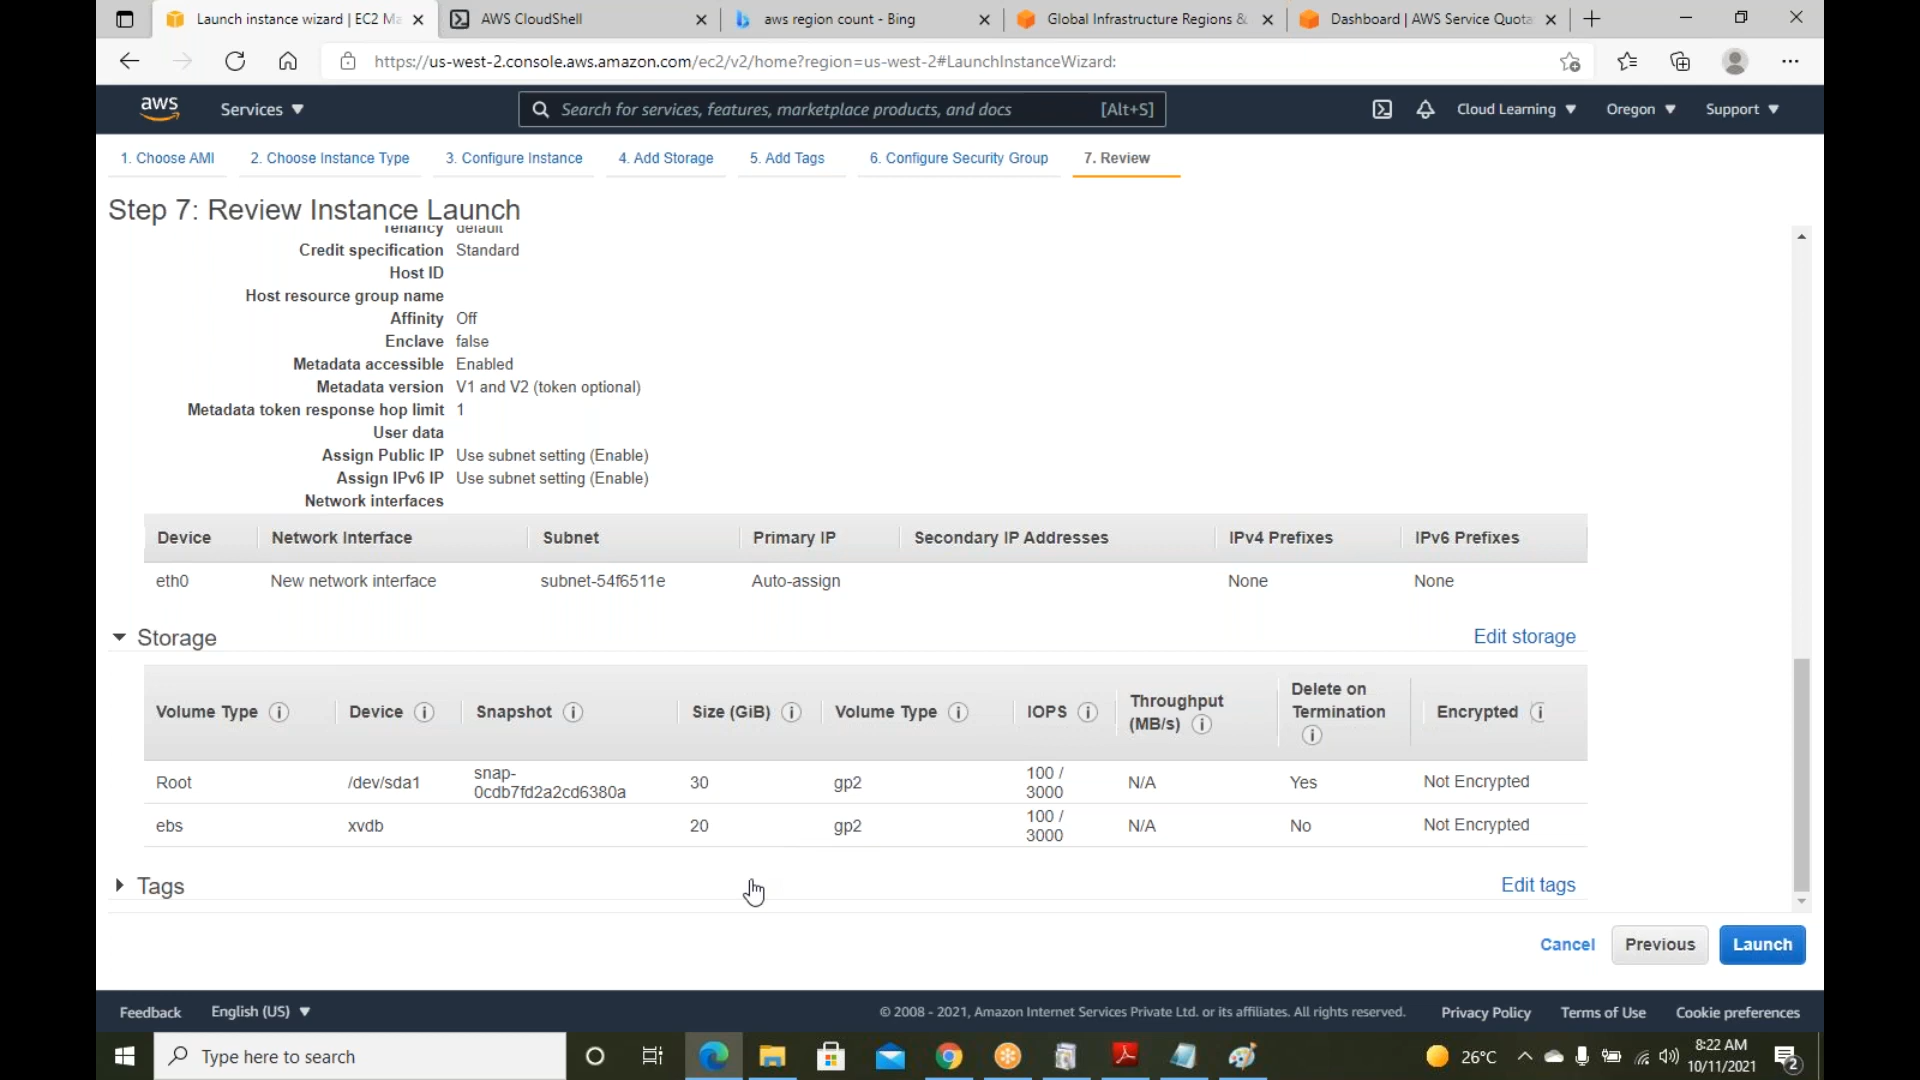 Launch instance wizard | EC2 Ma
AWS CloudShell
aws region count - Bing
Global Infrastructure Regions &
Dashboard | AWS Service Quota
https://us-west-2.console.aws.amazon.com/ec2/v2/home?region=us-west-2#LaunchInstanceWizard:
aws
Services
Search for services, features, marketplace products, and docs
[Alt+S]
Cloud Learning
Oregon
Support
1. Choose AMI
2. Choose Instance Type
3. Configure Instance
4. Add Storage
5. Add Tags
6. Configure Security Group
7. Review
Step 7: Review Instance Launch
Tenancy default
Credit specification Standard
Host ID
Host resource group name
Affinity Off
Enclave false
Metadata accessible Enabled
Metadata version V1 and V2 (token optional)
Metadata token response hop limit 1
User data
Assign Public IP Use subnet setting (Enable)
Assign IPv6 IP Use subnet setting (Enable)
Network interfaces
Device Network Interface Subnet Primary IP Secondary IP Addresses IPv4 Prefixes IPv6 Prefixes
eth0 New network interface subnet-54f6511e Auto-assign None None
Storage
Edit storage
Volume Type i Device i Snapshot i Size (GiB) i Volume Type i IOPS i Throughput (MB/s) i Delete on Termination i Encrypted i
Root /dev/sda1 snap-0cdb7fd2a2cd6380a 30 gp2 100 / 3000 N/A Yes Not Encrypted
ebs xvdb 20 gp2 100 / 3000 N/A No Not Encrypted
Tags
Edit tags
Cancel
Previous
Launch
Feedback
English (US)
© 2008 - 2021, Amazon Internet Services Private Ltd. or its affiliates. All rights reserved.
Privacy Policy
Terms of Use
Cookie preferences
Type here to search
26°C
8:22 AM
10/11/2021
2